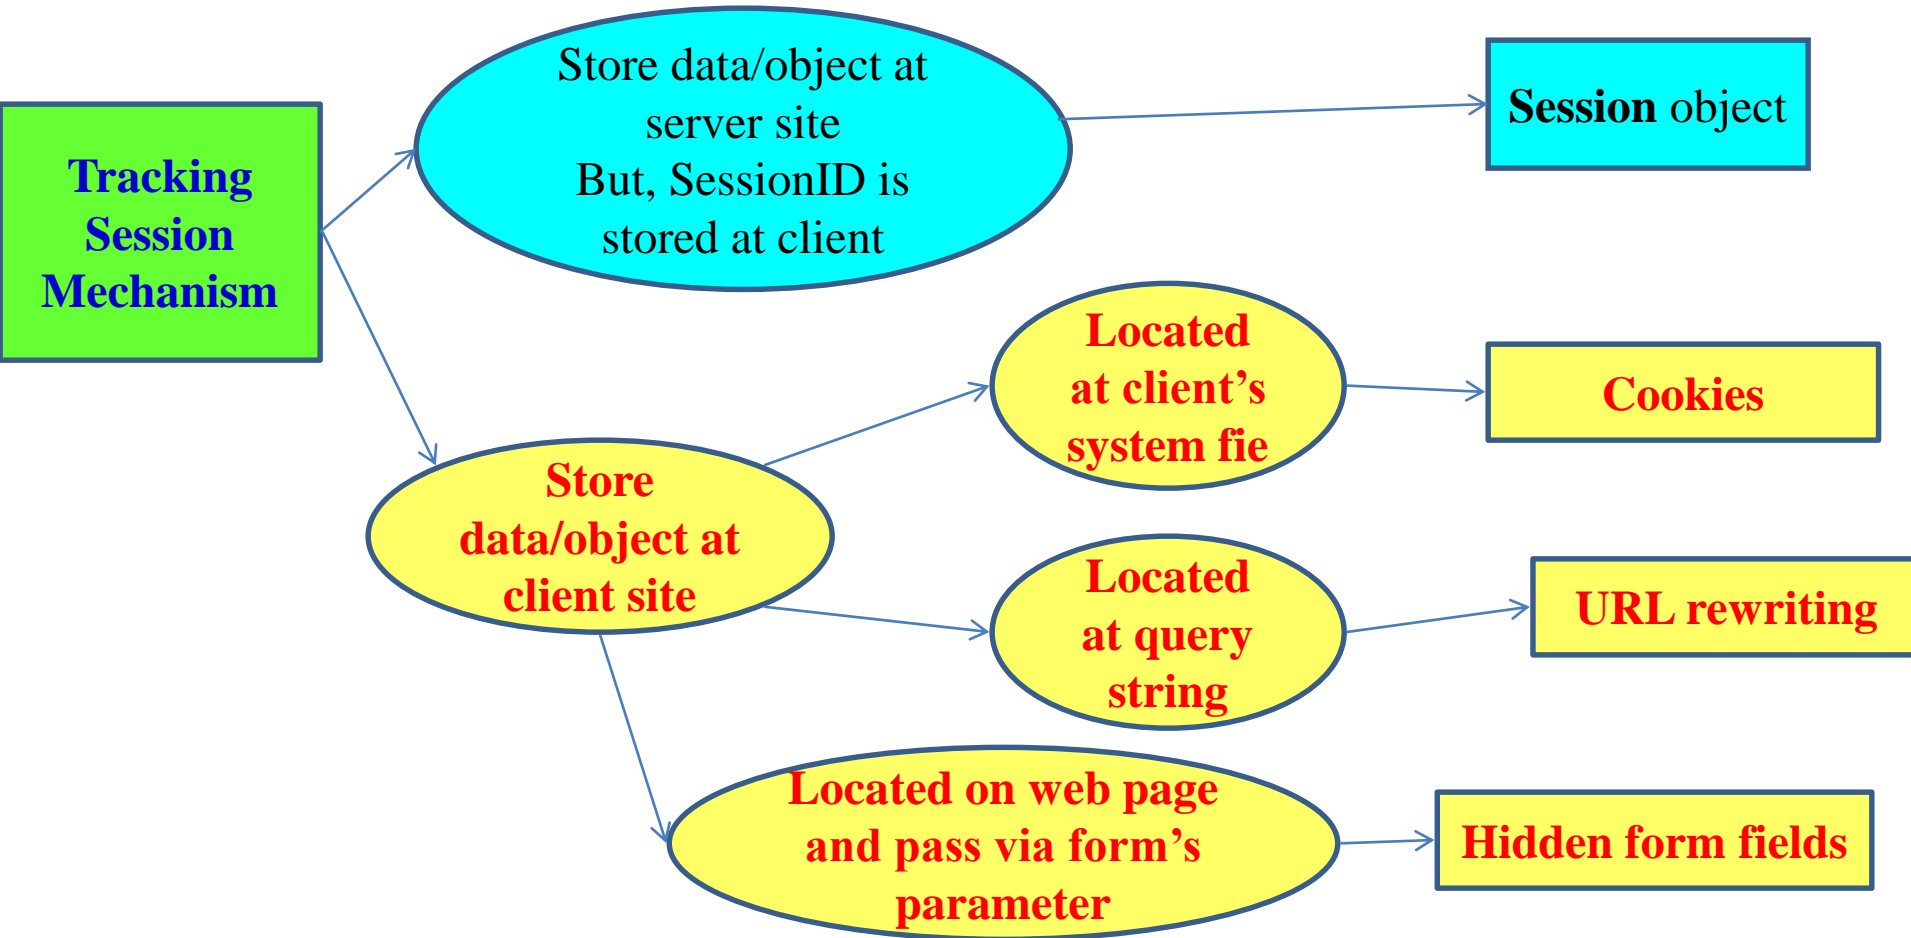 Tracking
Session
Mechanism
Store data/object at
server site
But, SessionID is
stored at client
Session object
Located
at client’s
system fie
Cookies
Store
data/object at
client site
Located
at query
string
URL rewriting
Located on web page
and pass via form’s
parameter
Hidden form fields